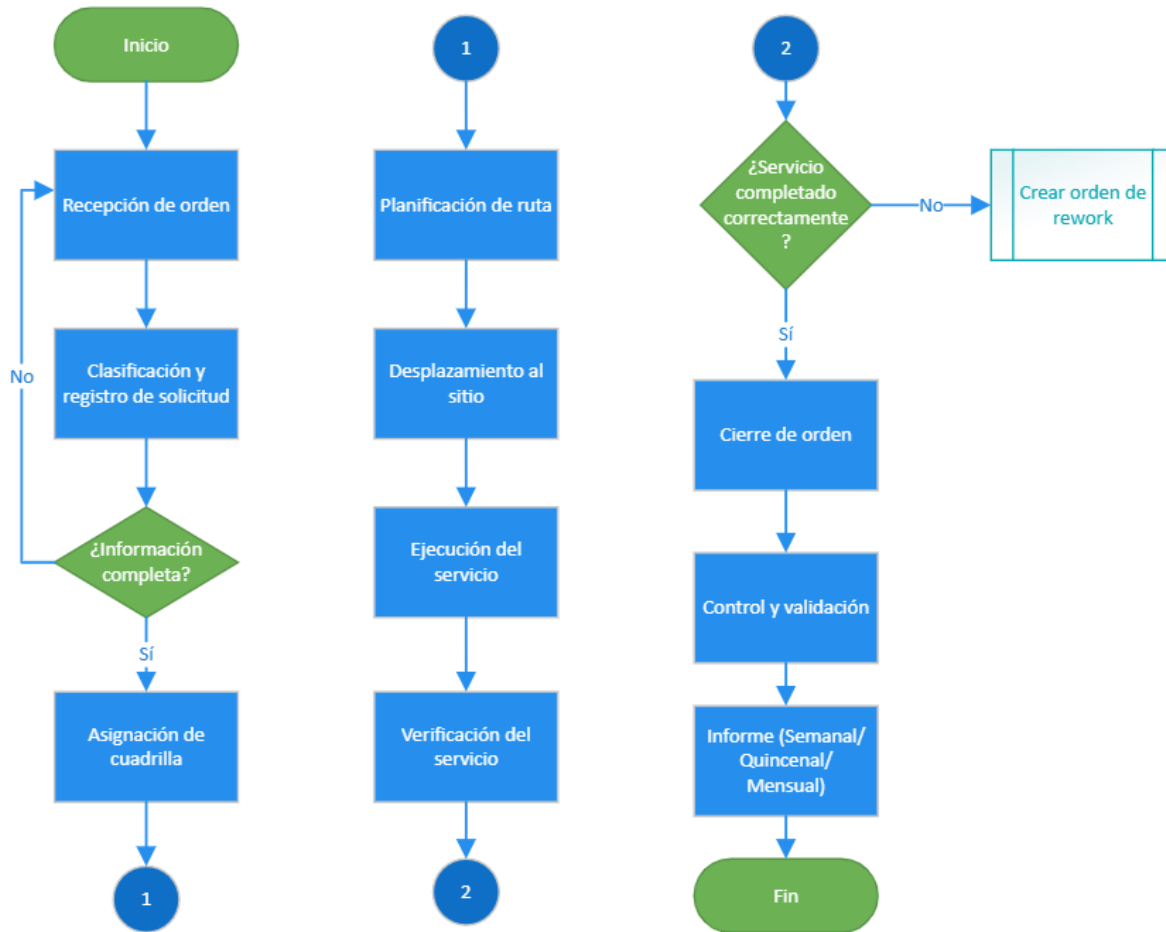 Inicio
Recepción de orden
Clasificación y
registro de solicitud
No
¿Información
completa?
Sí
Asignación de
cuadrilla
1
1
Planificación de ruta
Desplazamiento al
sitio
Ejecución del
servicio
Verificación del
servicio
2
2
¿Servicio
completado
correctamente
?
No
Crear orden de
rework
Sí
Cierre de orden
Control y validación
Informe (Semanal/
Quincenal/
Mensual)
Fin